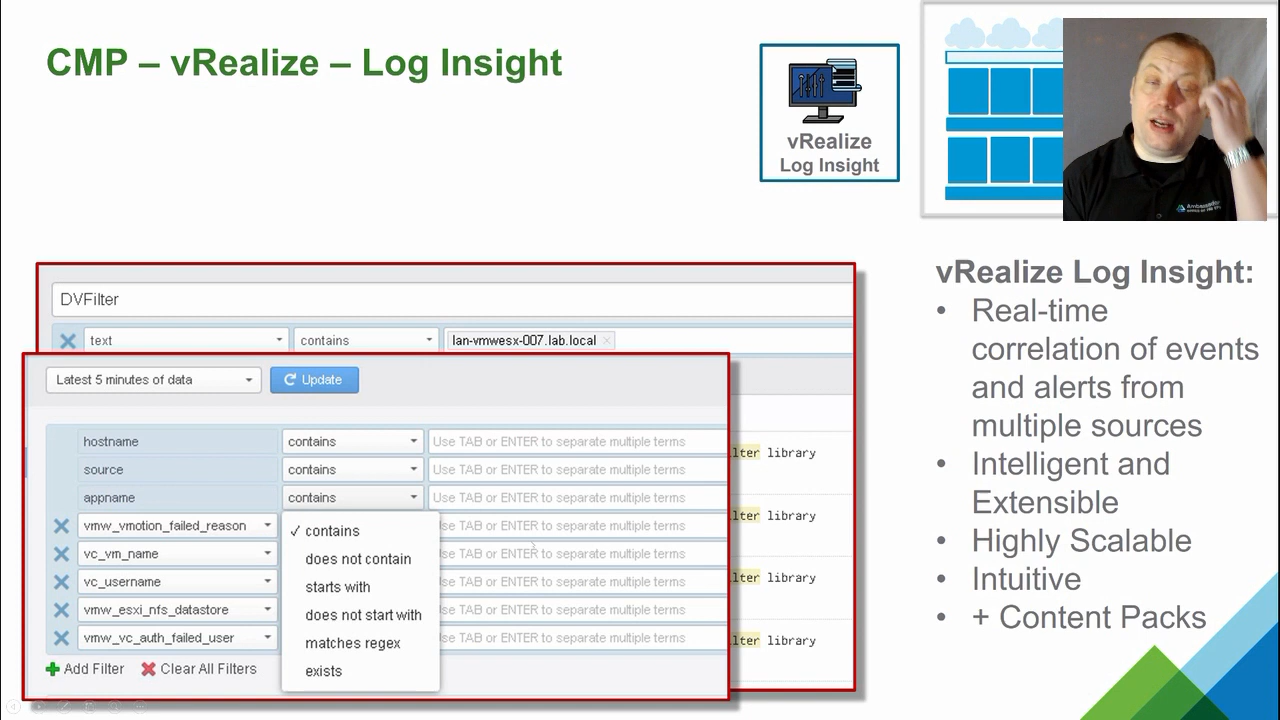 CMP – vRealize – Log Insight
vRealize
Log Insight
DVFilter
text contains lan-vmwesx-007.lab.local
Latest 5 minutes of data Update
hostname contains Use TAB or ENTER to separate multiple terms
source contains Use TAB or ENTER to separate multiple terms
appname contains Use TAB or ENTER to separate multiple terms
vmw_vmotion_failed_reason Use TAB or ENTER to separate multiple terms
vc_vm_name Use TAB or ENTER to separate multiple terms
vc_username Use TAB or ENTER to separate multiple terms
vmw_esxi_nfs_datastore Use TAB or ENTER to separate multiple terms
vmw_vc_auth_failed_user Use TAB or ENTER to separate multiple terms
✓ contains
does not contain
starts with
does not start with
matches regex
exists
Add Filter Clear All Filters
ilter library
ilter library
ilter library
ilter library
vRealize Log Insight:
• Real-time
correlation of events
and alerts from
multiple sources
• Intelligent and
Extensible
• Highly Scalable
• Intuitive
• + Content Packs